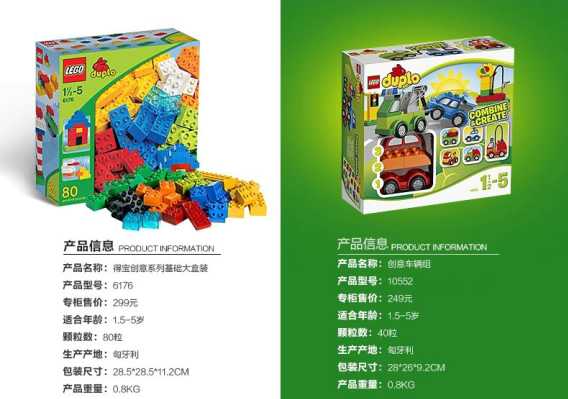 LEGO duplo
1½-5
6176
80
产品信息 PRODUCT INFORMATION
产品名称：得宝创意系列基础大盒装
产品型号：6176
专柜售价：299元
适合年龄：1.5-5岁
颗粒数：80粒
生产产地：匈牙利
包装尺寸：28.5*28.5*11.2CM
产品重量：0.8KG
LEGO duplo
COMBINE & CREATE
1½-5
产品信息 PRODUCT INFORMATION
产品名称：创意车辆组
产品型号：10552
专柜售价：249元
适合年龄：1.5-5岁
颗粒数：40粒
生产产地：匈牙利
包装尺寸：28*26*9.2CM
产品重量：0.8KG